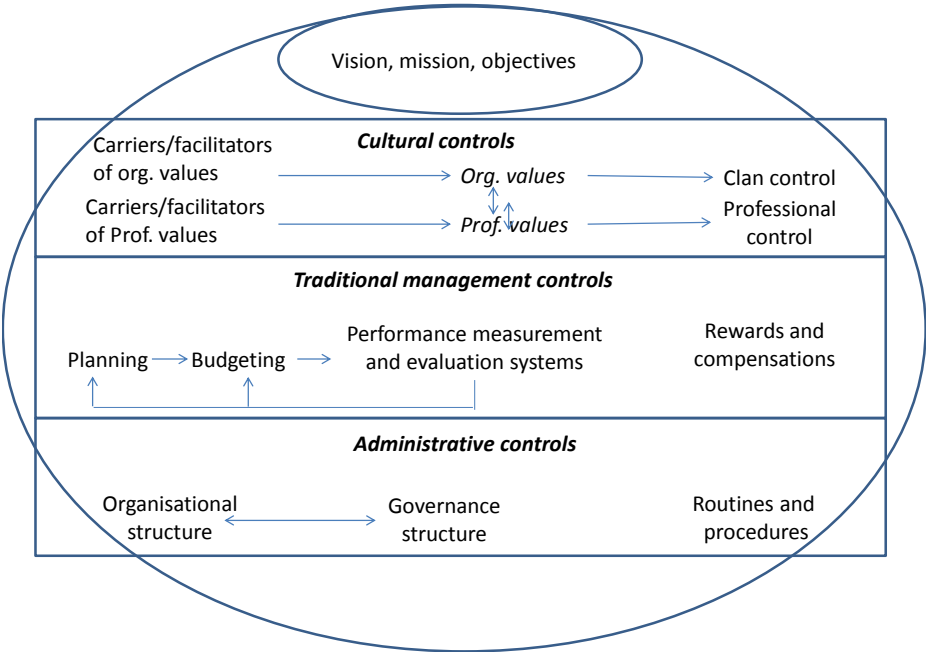 Vision, mission, objectives
Cultural controls
Carriers/facilitators
of org. values
Org. values
Clan control
Carriers/facilitators
of Prof. values
Prof. values
Professional
control
Traditional management controls
Planning
Budgeting
Performance measurement
and evaluation systems
Rewards and
compensations
Administrative controls
Organisational
structure
Governance
structure
Routines and
procedures